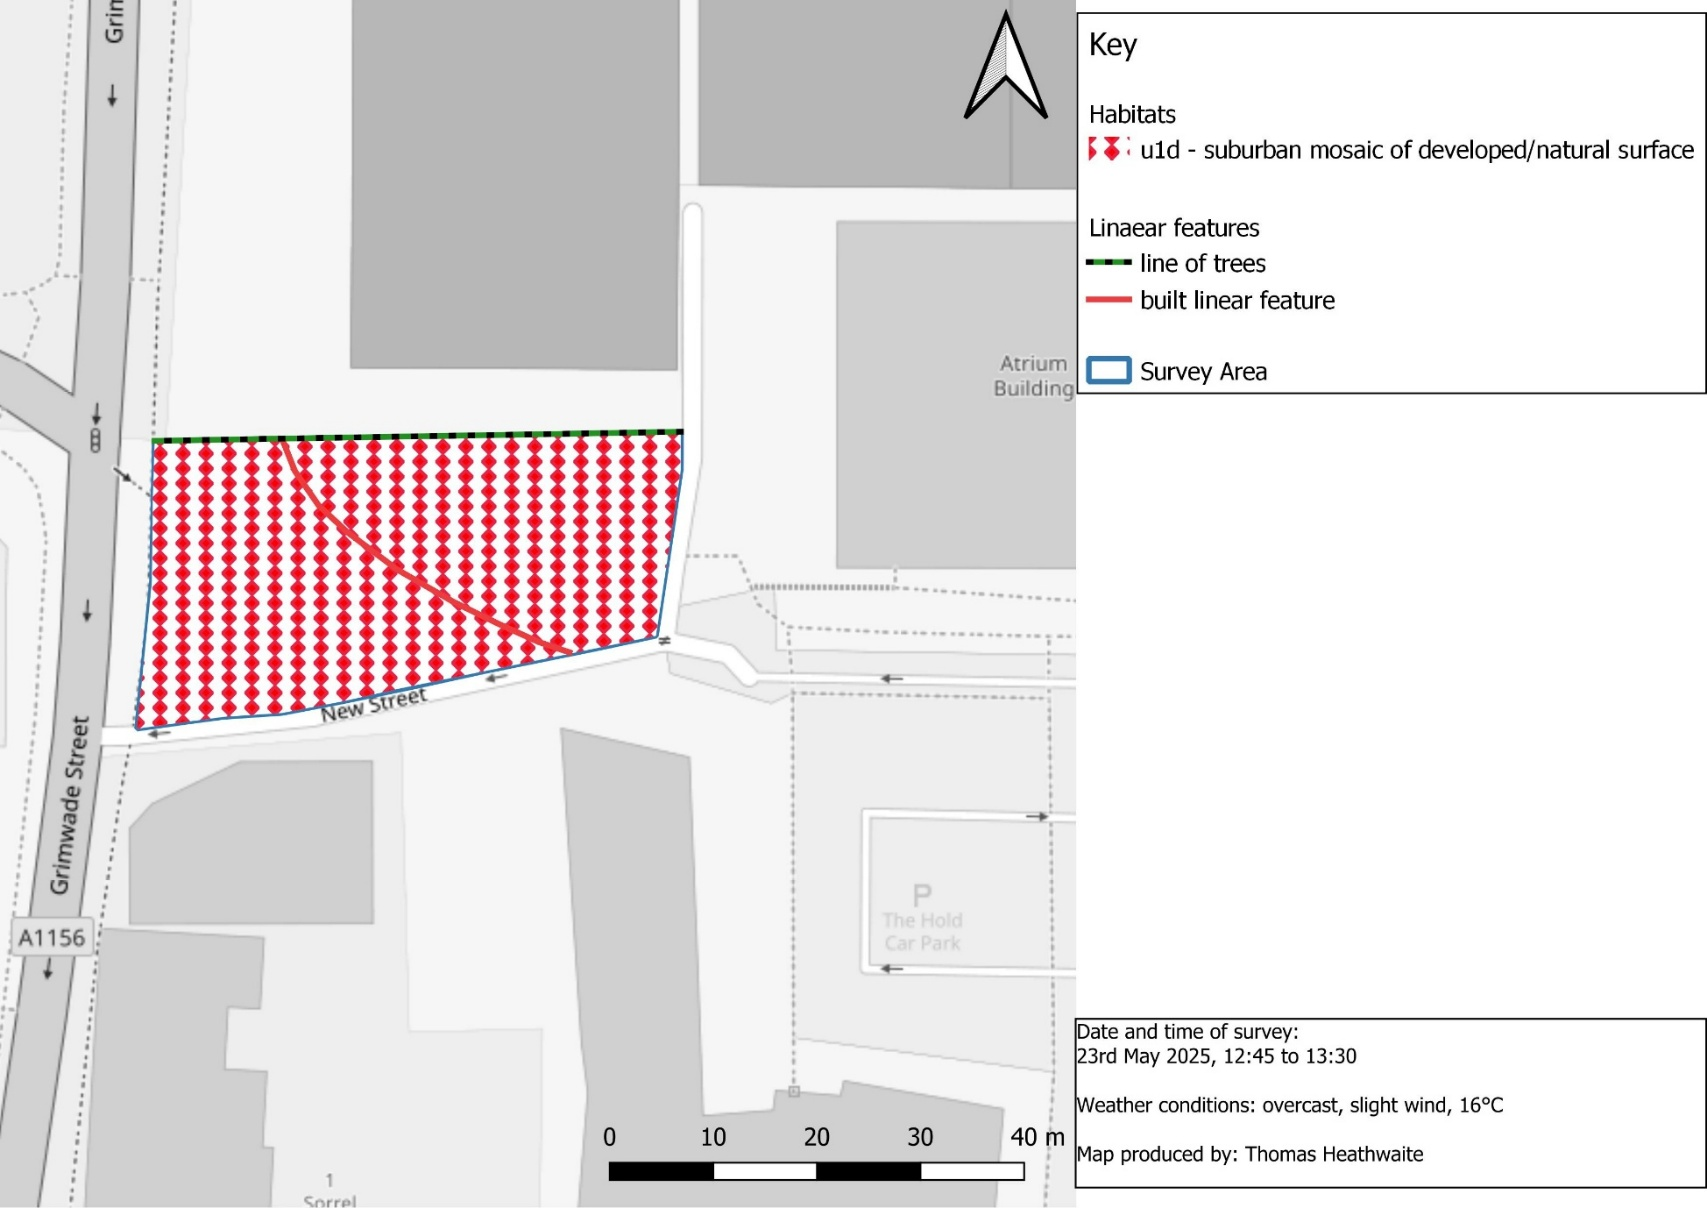 Grim
Key
Habitats
u1d - suburban mosaic of developed/natural surface
Linaear features
line of trees
built linear feature
Survey Area
Atrium
Building
New Street
Grimwade Street
A1156
P
The Hold
Car Park
1
Sorrel
0 10 20 30 40 m
Date and time of survey:
23rd May 2025, 12:45 to 13:30
Weather conditions: overcast, slight wind, 16°C
Map produced by: Thomas Heathwaite